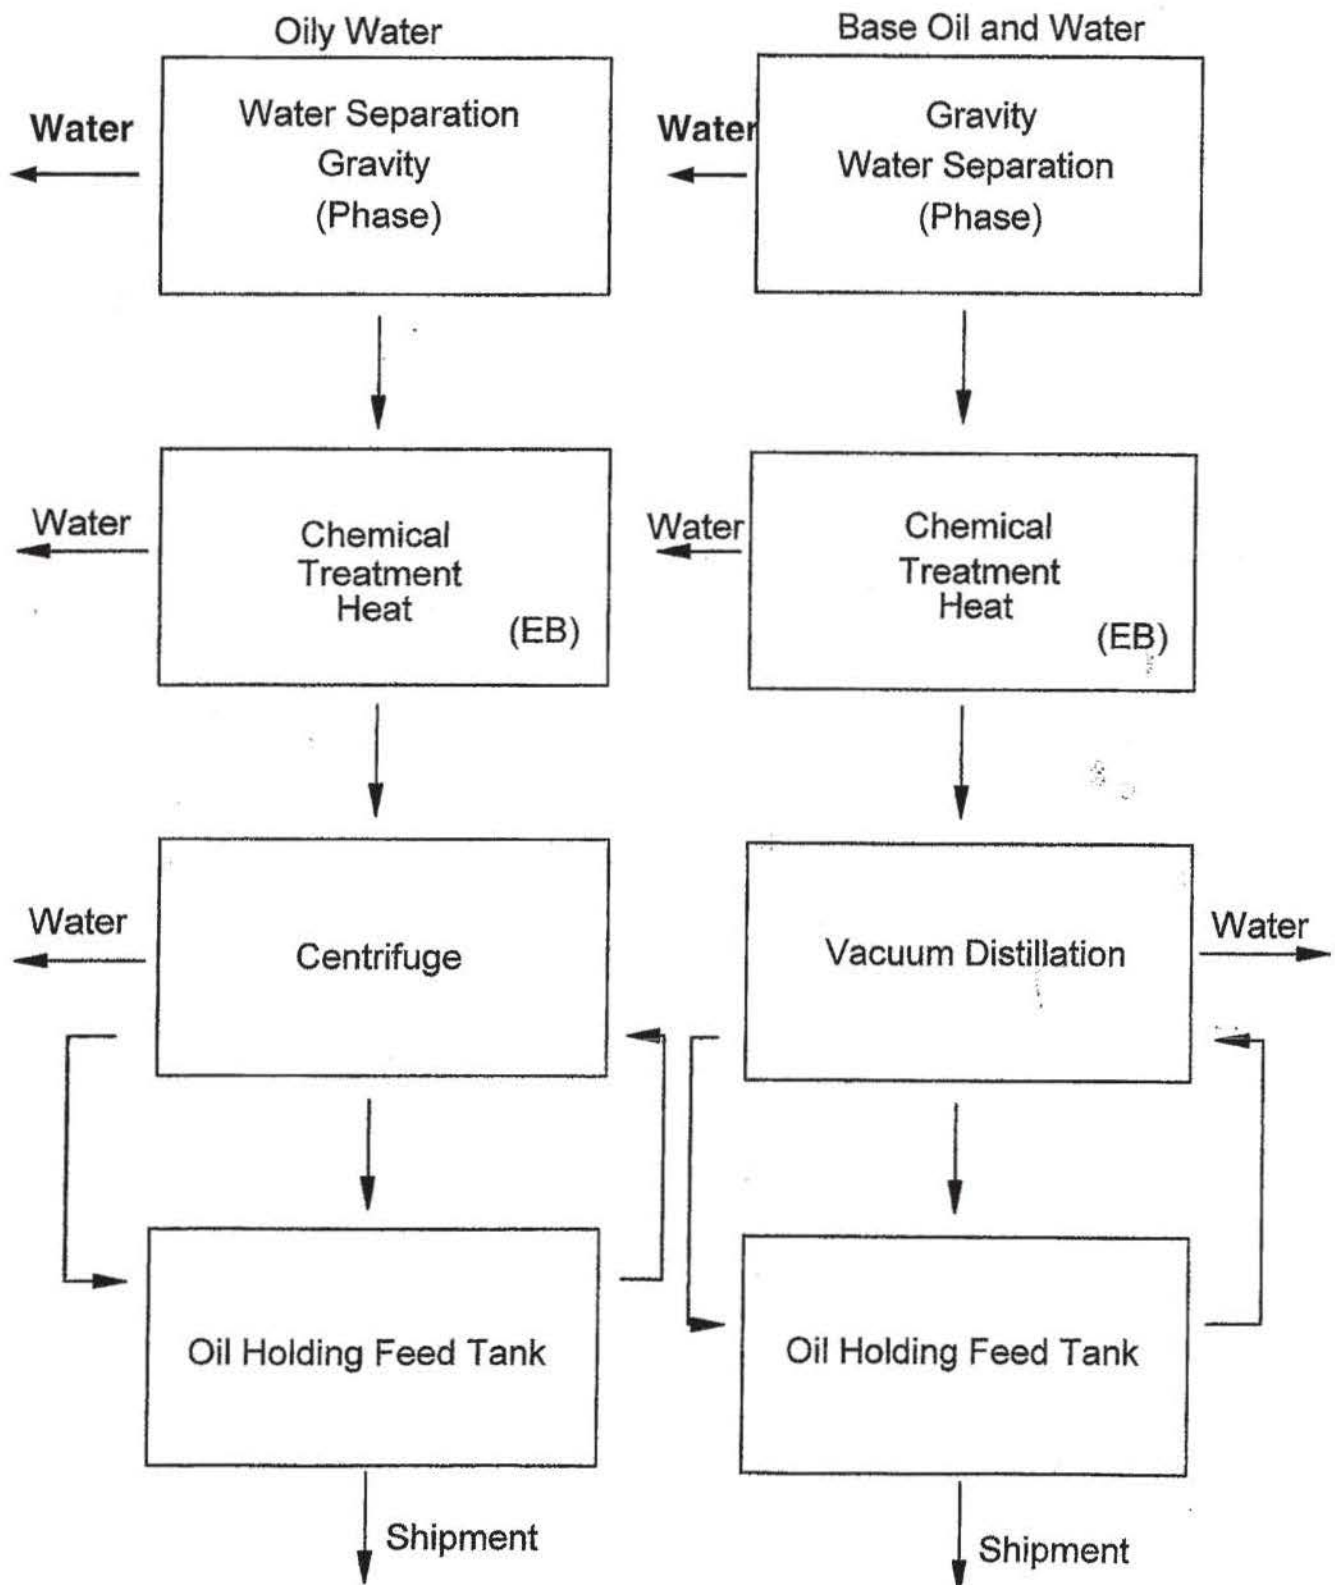 Oily Water
Water Separation
Gravity
(Phase)
Water
Chemical
Treatment
Heat
(EB)
Water
Centrifuge
Water
Oil Holding Feed Tank
Shipment
Base Oil and Water
Gravity
Water Separation
(Phase)
Water
Chemical
Treatment
Heat
(EB)
Water
Vacuum Distillation
Water
Oil Holding Feed Tank
Shipment